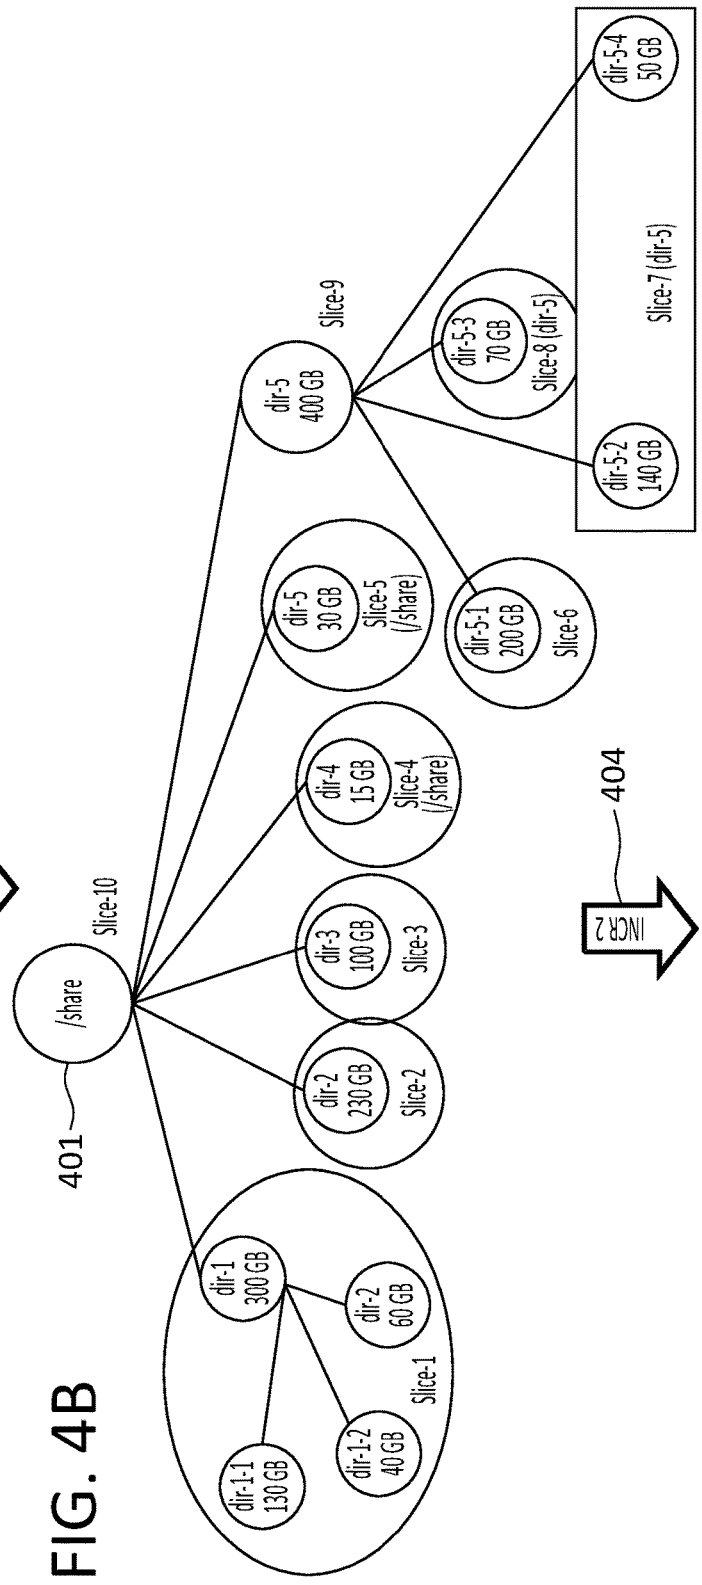 FIG. 4B
401
/share
Slice-10
dir-1
300 GB
dir-1-1
130 GB
dir-1-2
40 GB
dir-2
60 GB
Slice-1
dir-2
230 GB
Slice-2
dir-3
100 GB
Slice-3
dir-4
15 GB
Slice-4
(/share)
dir-5
30 GB
Slice-5
(/share)
dir-5
400 GB
Slice-9
dir-5-1
200 GB
Slice-6
dir-5-2
140 GB
dir-5-3
70 GB
Slice-8 (dir-5)
dir-5-4
50 GB
Slice-7 (dir-5)
INCR 2
404